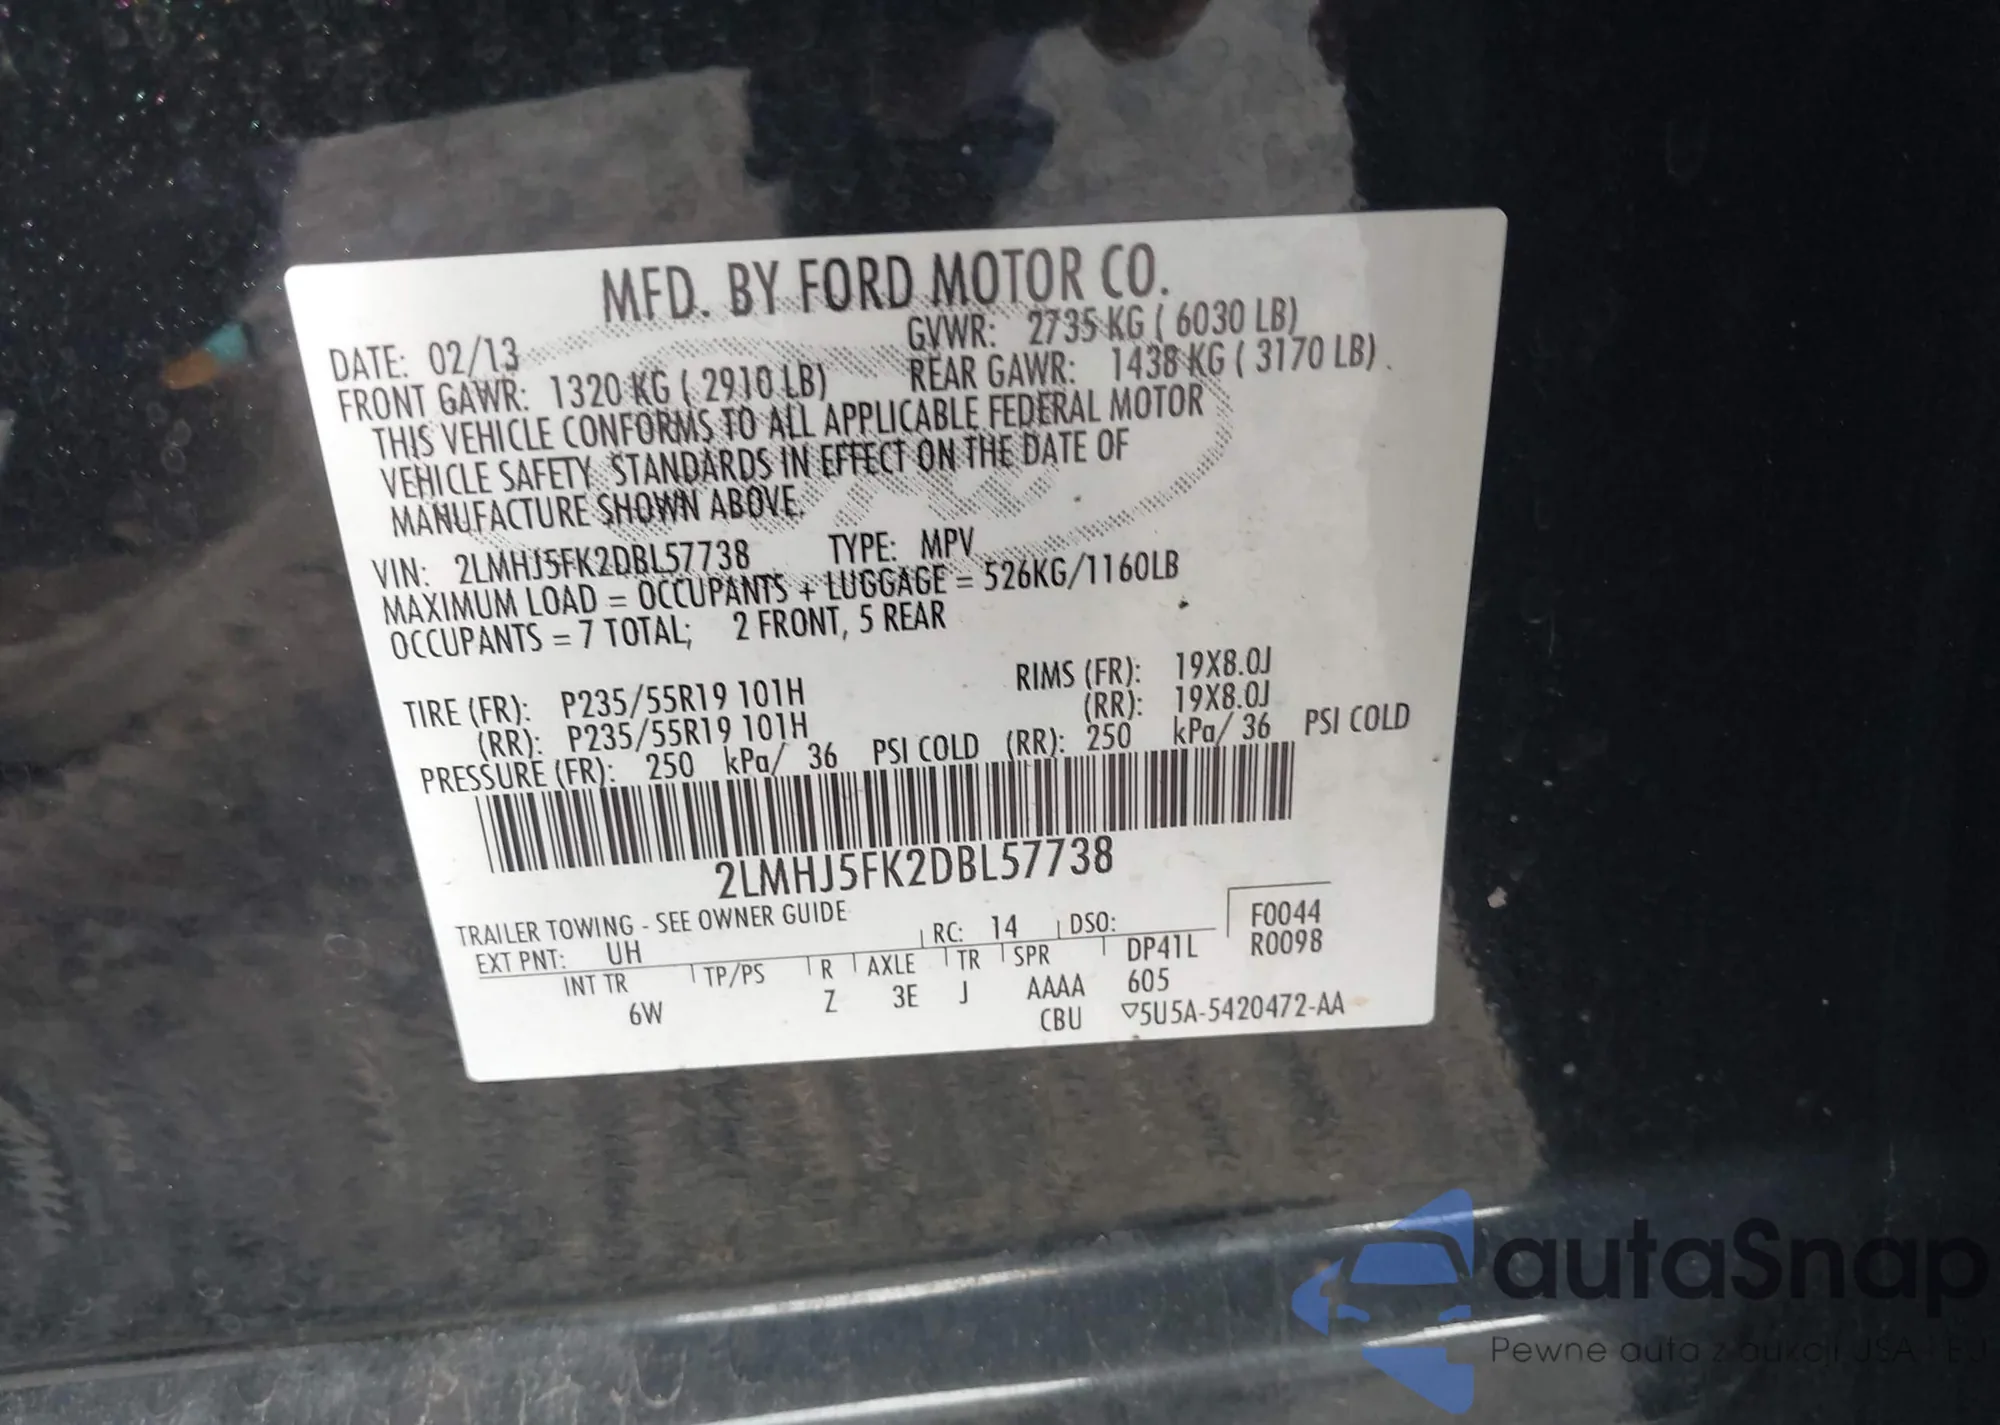 MFD. BY FORD MOTOR CO.
DATE: 02/13 GVWR: 2735 KG ( 6030 LB)
FRONT GAWR: 1320 KG ( 2910 LB) REAR GAWR: 1438 KG ( 3170 LB)
THIS VEHICLE CONFORMS TO ALL APPLICABLE FEDERAL MOTOR
VEHICLE SAFETY STANDARDS IN EFFECT ON THE DATE OF
MANUFACTURE SHOWN ABOVE.
VIN: 2LMHJ5FK2DBL57738 TYPE: MPV
MAXIMUM LOAD = OCCUPANTS + LUGGAGE = 526KG/1160LB
OCCUPANTS = 7 TOTAL; 2 FRONT, 5 REAR
TIRE (FR): P235/55R19 101H RIMS (FR): 19X8.0J
(RR): P235/55R19 101H (RR): 19X8.0J
PRESSURE (FR): 250 kPa/ 36 PSI COLD (RR): 250 kPa/ 36 PSI COLD
2LMHJ5FK2DBL57738
TRAILER TOWING - SEE OWNER GUIDE
EXT PNT: UH RC: 14 DSO: F0044
INT TR TP/PS R AXLE TR SPR DP41L R0098
6W Z 3E J AAAA 605
CBU ▽5U5A-5420472-AA
autaSnap
Pewne auta z aukcji